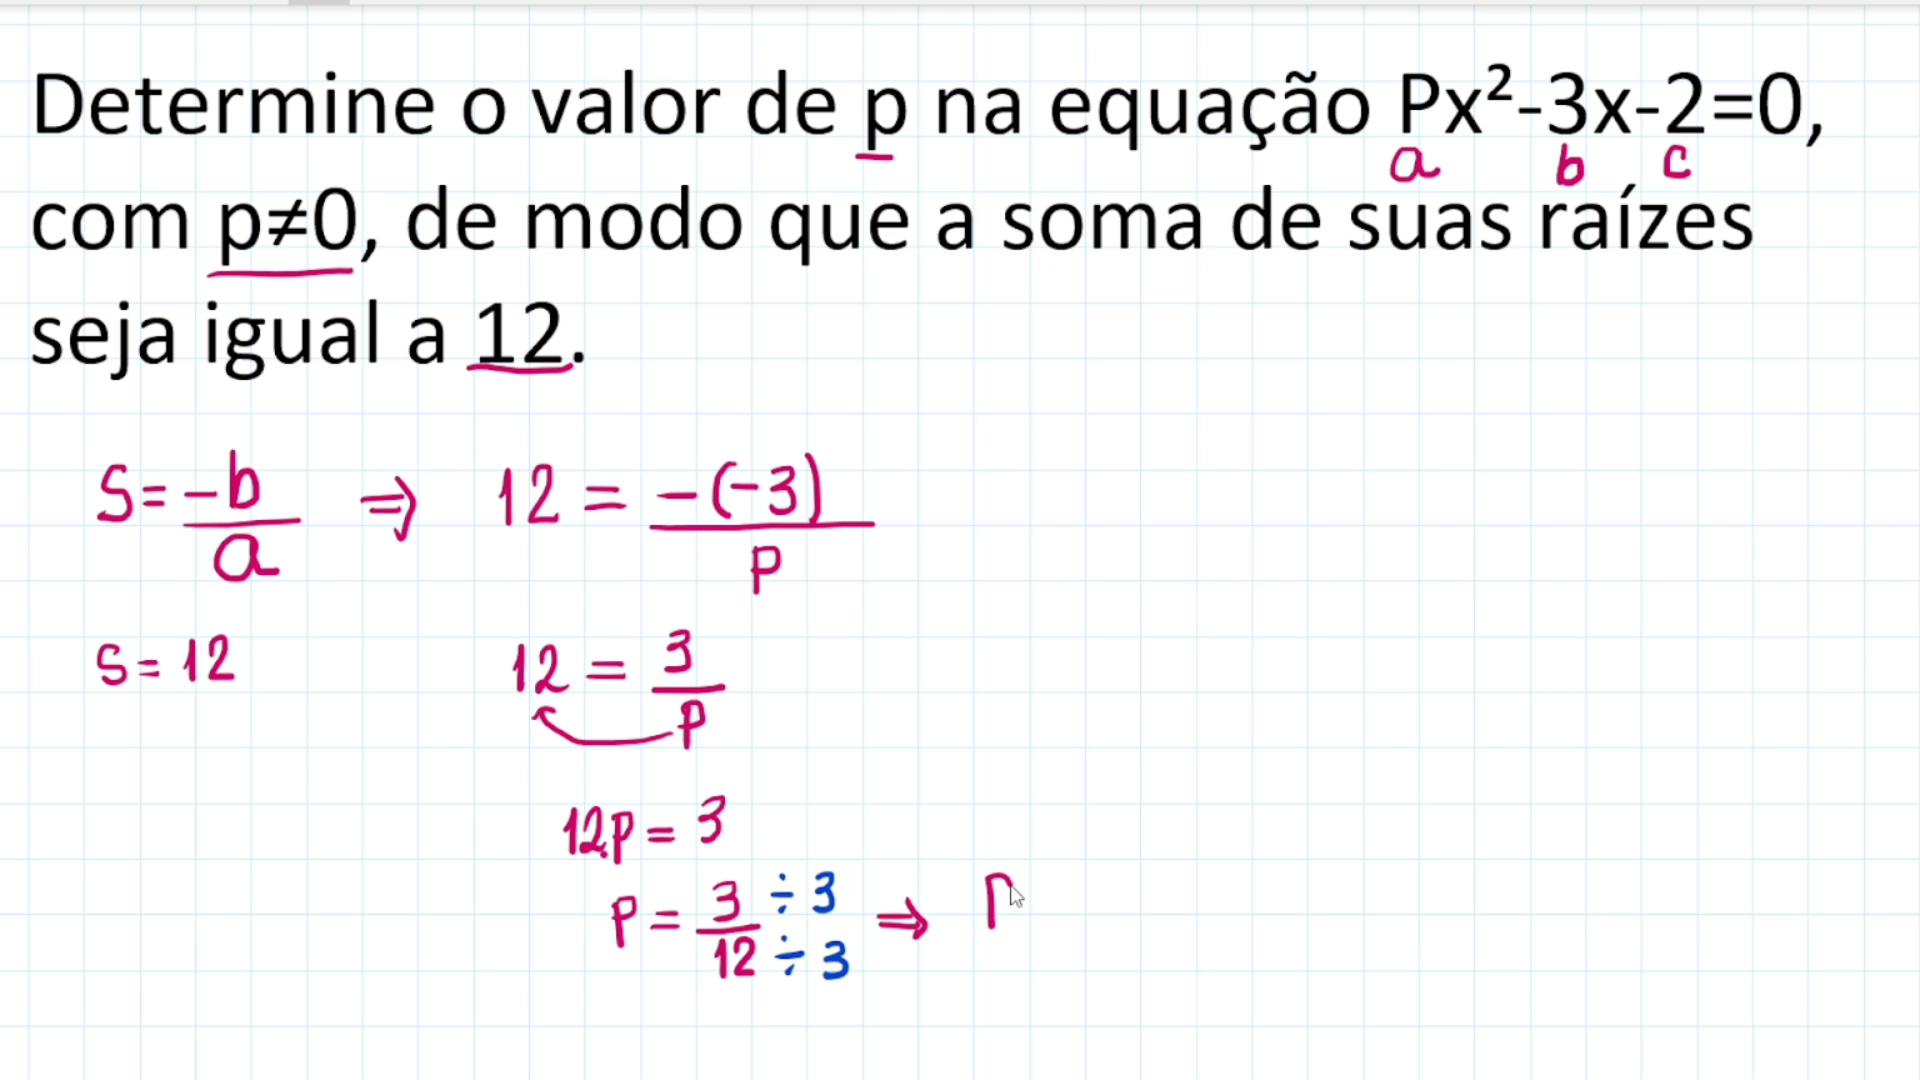 Determine o valor de p na equação Px²-3x-2=0,
a b c
com p≠0, de modo que a soma de suas raízes
seja igual a 12.
S = -b/a ⇒ 12 = -(-3)/p
S = 12 12 = 3/p
12.p = 3
p = 3/12 ÷3/÷3 ⇒